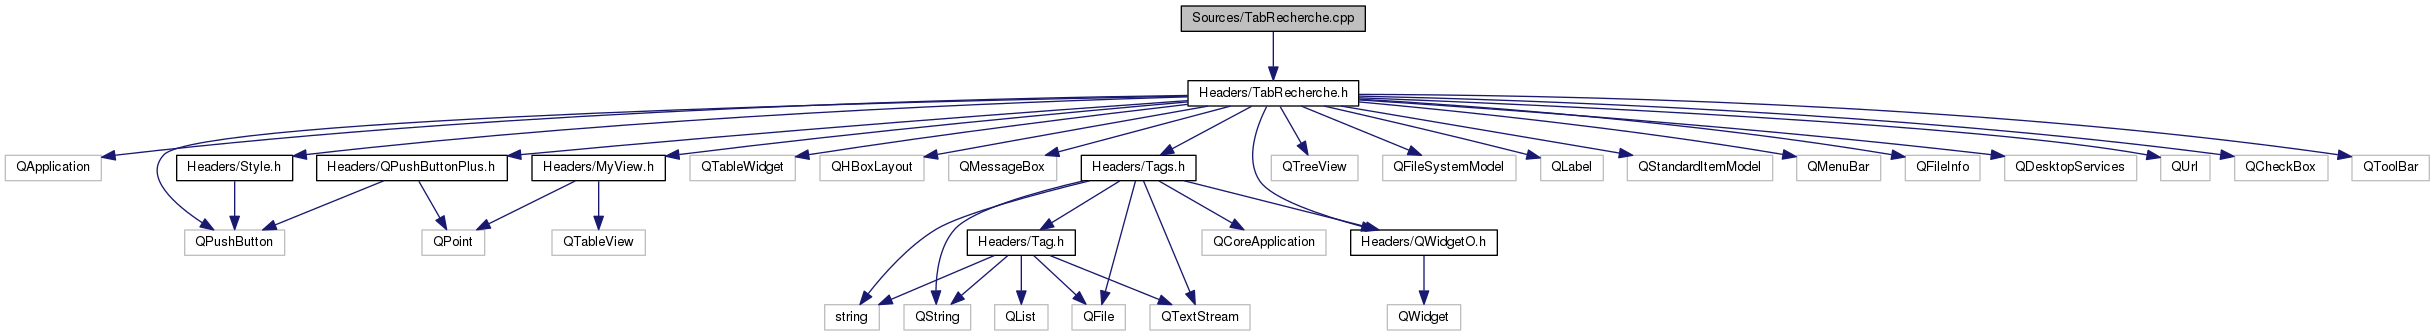 Sources/TabRecherche.cpp
Headers/TabRecherche.h
QApplication
Headers/Style.h
Headers/QPushButtonPlus.h
Headers/MyView.h
QTableWidget
QHBoxLayout
QMessageBox
Headers/Tags.h
QTreeView
QFileSystemModel
QLabel
QStandardItemModel
QMenuBar
QFileInfo
QDesktopServices
QUrl
QCheckBox
QToolBar
QPushButton
QPoint
QTableView
Headers/Tag.h
QCoreApplication
Headers/QWidgetO.h
string
QString
QList
QFile
QTextStream
QWidget